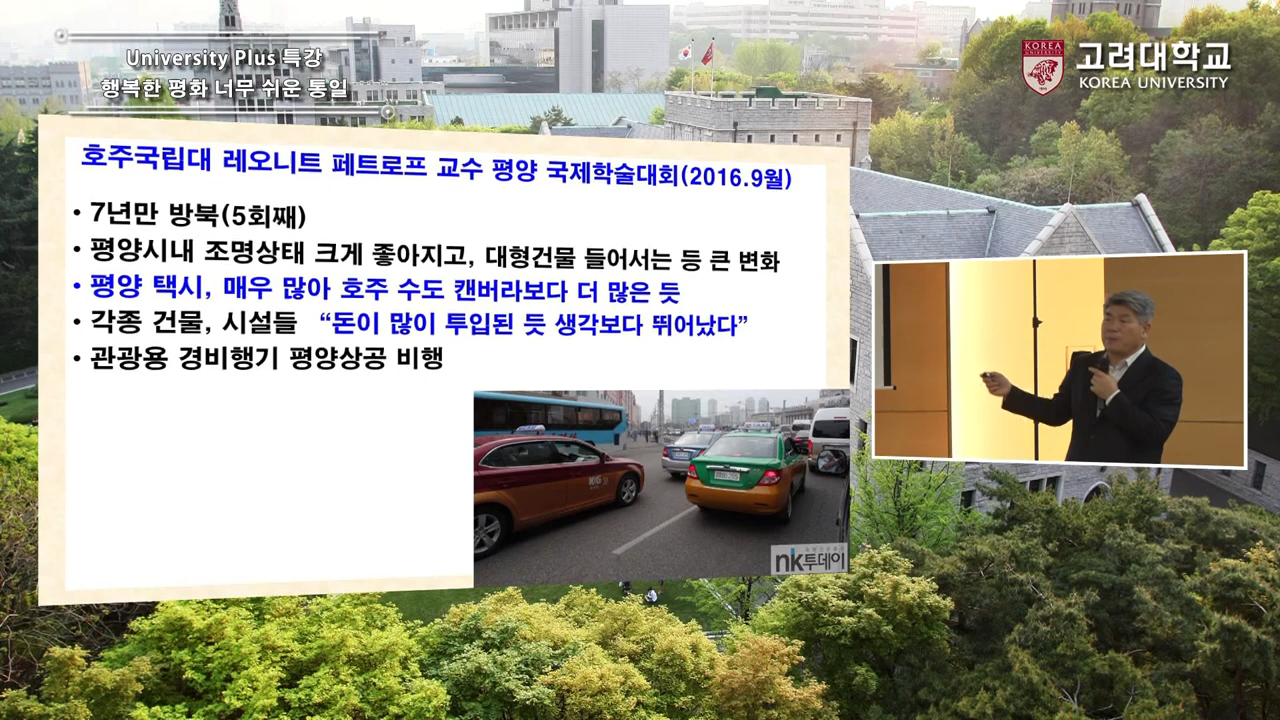 University Plus 특강
행복한 평화 너무 쉬운 통일
KOREA
UNIVERSITY
고려대학교
KOREA UNIVERSITY
호주국립대 레오니트 페트로프 교수 평양 국제학술대회(2016.9월)
• 7년만 방북(5회째)
• 평양시내 조명상태 크게 좋아지고, 대형건물 들어서는 등 큰 변화
• 평양 택시, 매우 많아 호주 수도 캔버라보다 더 많은 듯
• 각종 건물, 시설들 “돈이 많이 투입된 듯 생각보다 뛰어났다”
• 관광용 경비행기 평양상공 비행
nk투데이